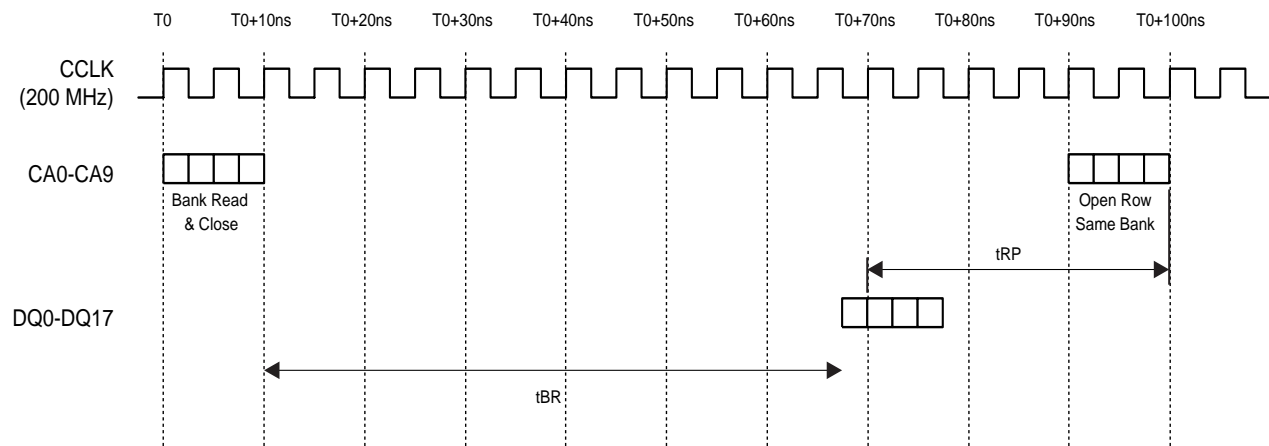 T0 T0+10ns T0+20ns T0+30ns T0+40ns T0+50ns T0+60ns T0+70ns T0+80ns T0+90ns T0+100ns
CCLK
(200 MHz)
CA0-CA9
Bank Read
& Close
Open Row
Same Bank
tRP
DQ0-DQ17
tBR